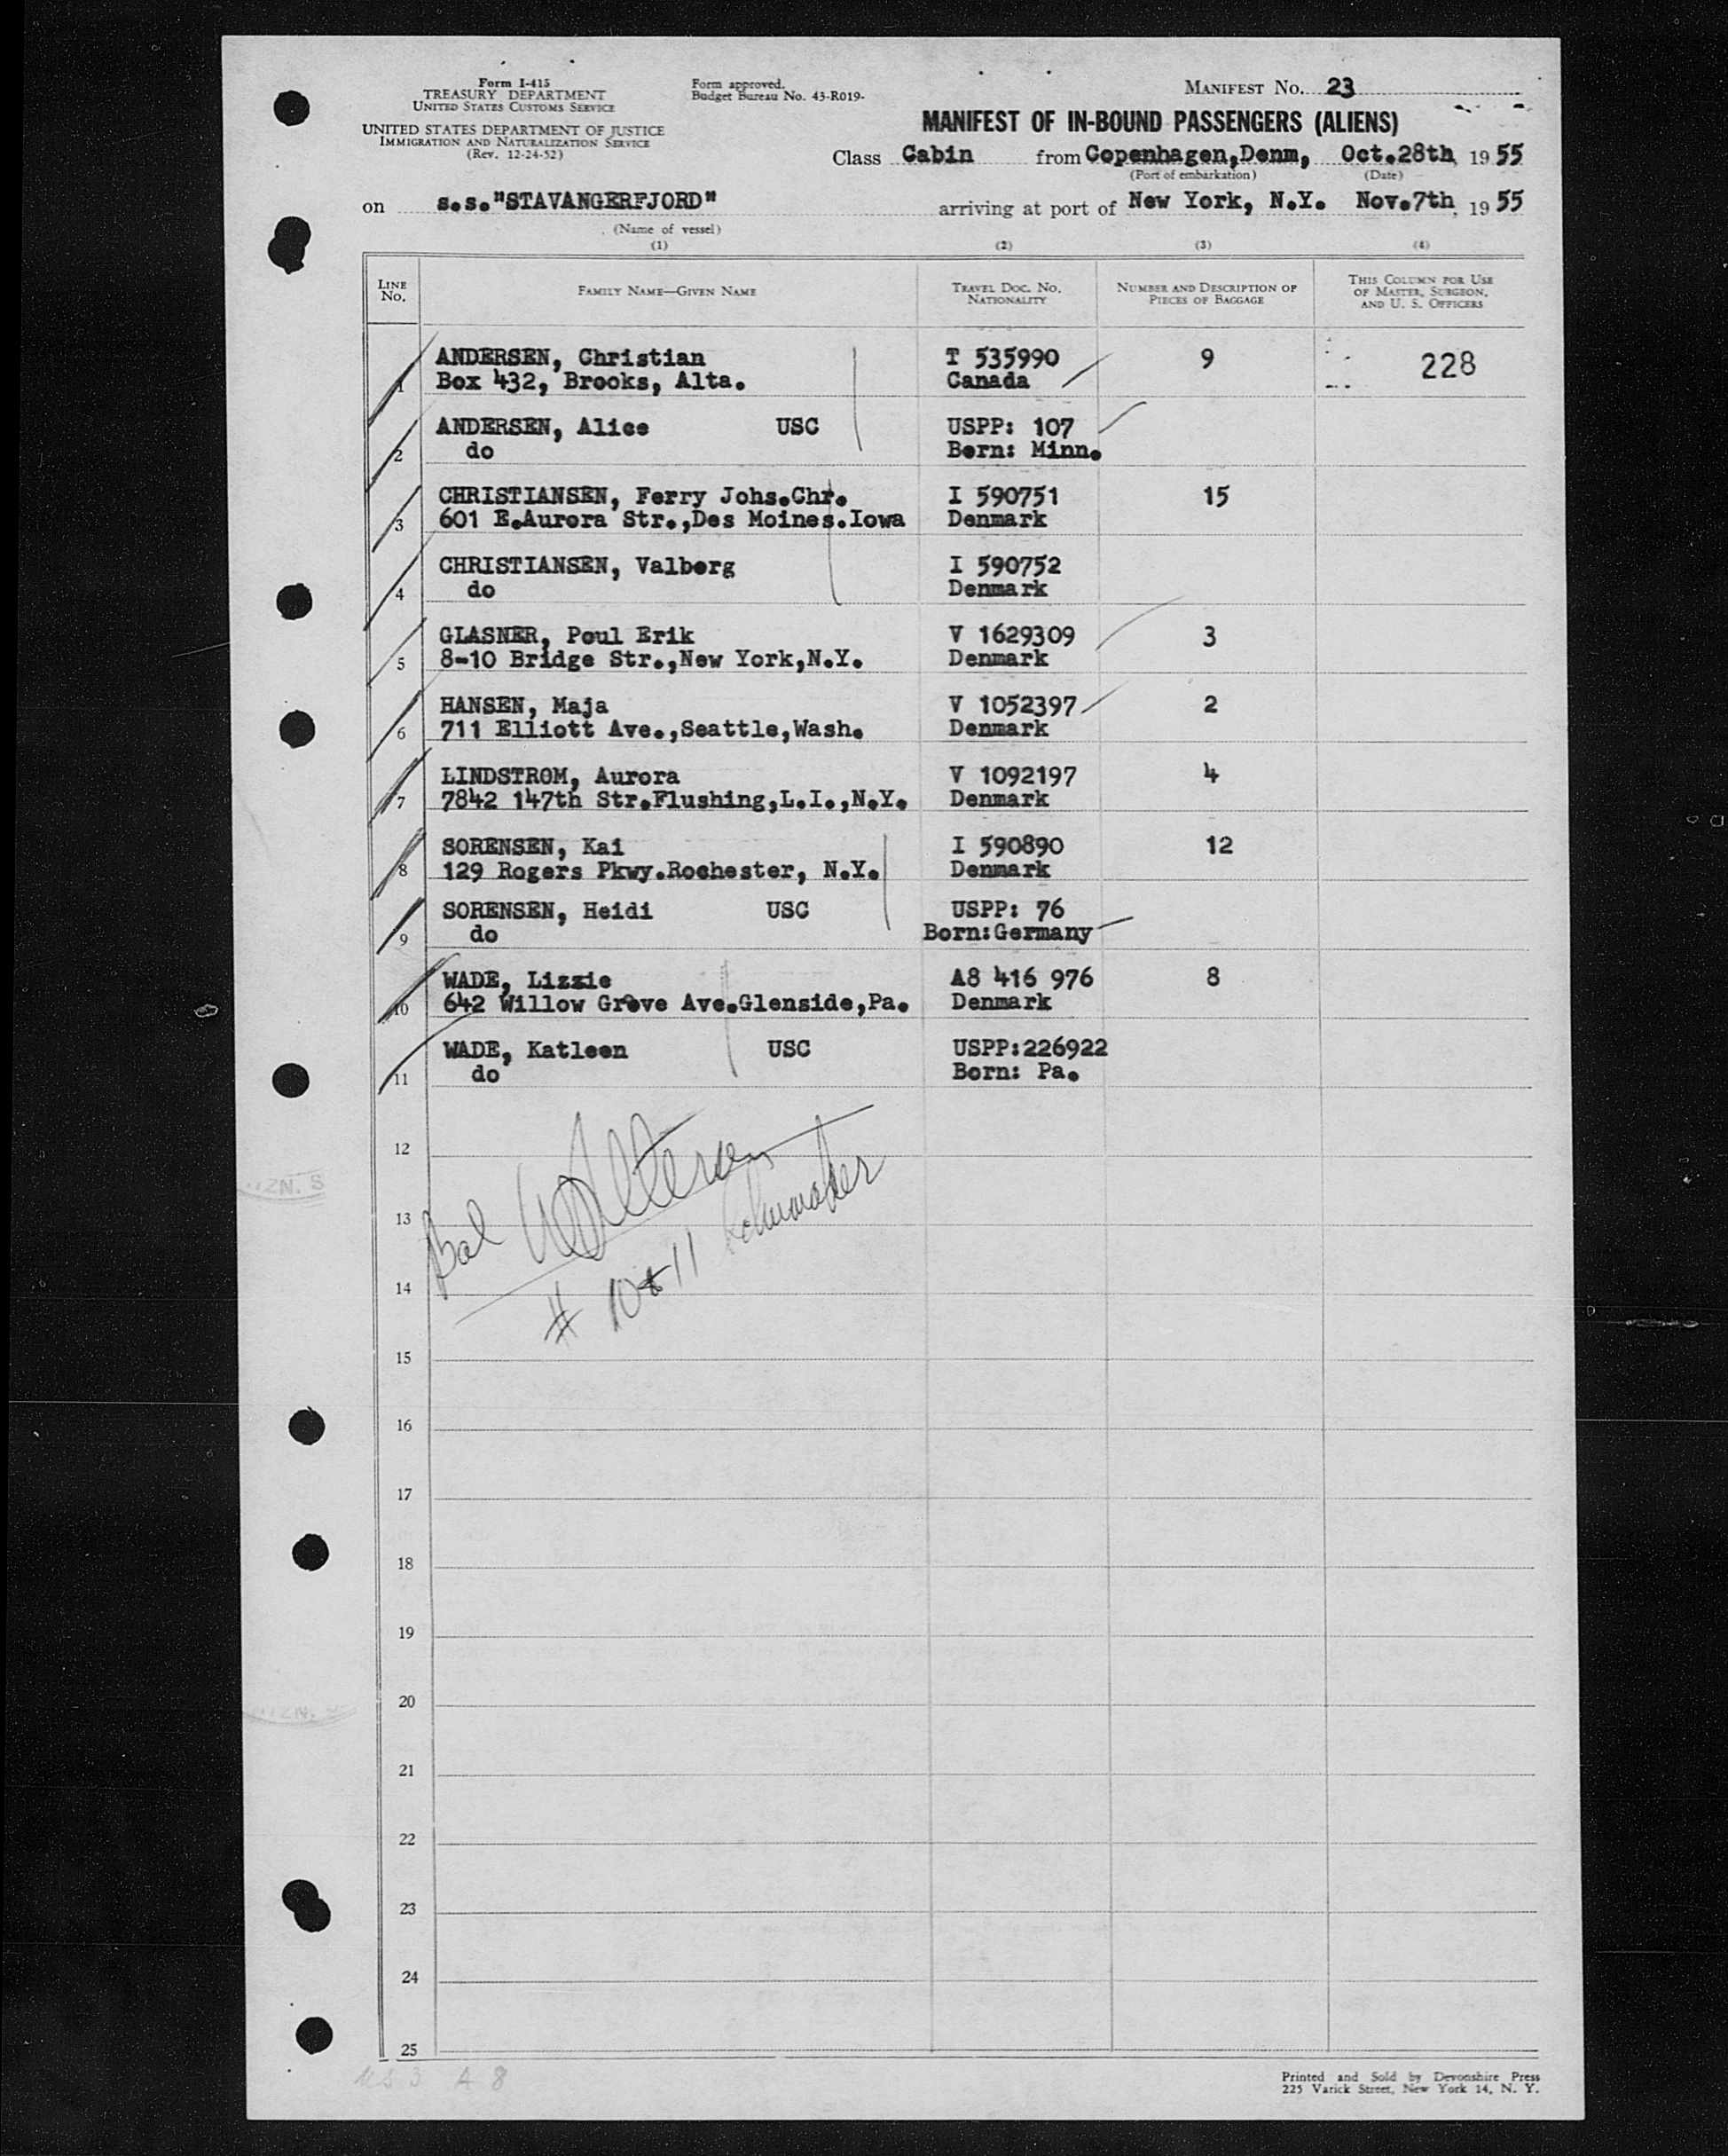 Form I-415
TREASURY DEPARTMENT
UNITED STATES CUSTOMS SERVICE
UNITED STATES DEPARTMENT OF JUSTICE
IMMIGRATION AND NATURALIZATION SERVICE
(Rev. 12-24-52)
Form approved.
Budget Bureau No. 43-R019-
MANIFEST NO. 23
MANIFEST OF IN-BOUND PASSENGERS (ALIENS)
Class Cabin from Copenhagen,Denm, Oct.28th, 1955
(Port of embarkation) (Date)
on s.s."STAVANGERFJORD" arriving at port of New York, N.Y. Nov.7th, 1955
(Name of vessel)
(1) (2) (3) (4)
LINE NO. FAMILY NAME—GIVEN NAME TRAVEL DOC. NO. NATIONALITY NUMBER AND DESCRIPTION OF PIECES OF BAGGAGE THIS COLUMN FOR USE OF MASTER, SURGEON, AND U. S. OFFICERS
ANDERSEN, Christian T 535990 9 228
1 Box 432, Brooks, Alta. Canada
ANDERSEN, Alice USC USPP: 107
2 do Born: Minn.
CHRISTIANSEN, Ferry Johs.Chr. I 590751 15
3 601 E.Aurora Str.,Des Moines.Iowa Denmark
CHRISTIANSEN, Valborg I 590752
4 do Denmark
GLASNER, Poul Erik V 1629309 3
5 8-10 Bridge Str.,New York,N.Y. Denmark
HANSEN, Maja V 1052397 2
6 711 Elliott Ave.,Seattle,Wash. Denmark
LINDSTRØM, Aurora V 1092197 4
7 7842 147th Str.Flushing,L.I.,N.Y. Denmark
SORENSEN, Kai I 590890 12
8 129 Rogers Pkwy.Rochester, N.Y. Denmark
SORENSEN, Heidi USC USPP: 76
9 do Born:Germany
WADE, Lizzie A8 416 976 8
10 642 Willow Grove Ave.Glenside,Pa. Denmark
WADE, Katleen USC USPP:226922
11 do Born: Pa.
12
Bal
13
# 10 & 11 Schumaker
14
15
16
17
18
19
20
21
22
23
24
25
US 3 A 8
Printed and Sold by Devonshire Press
225 Varick Street, New York 14, N. Y.